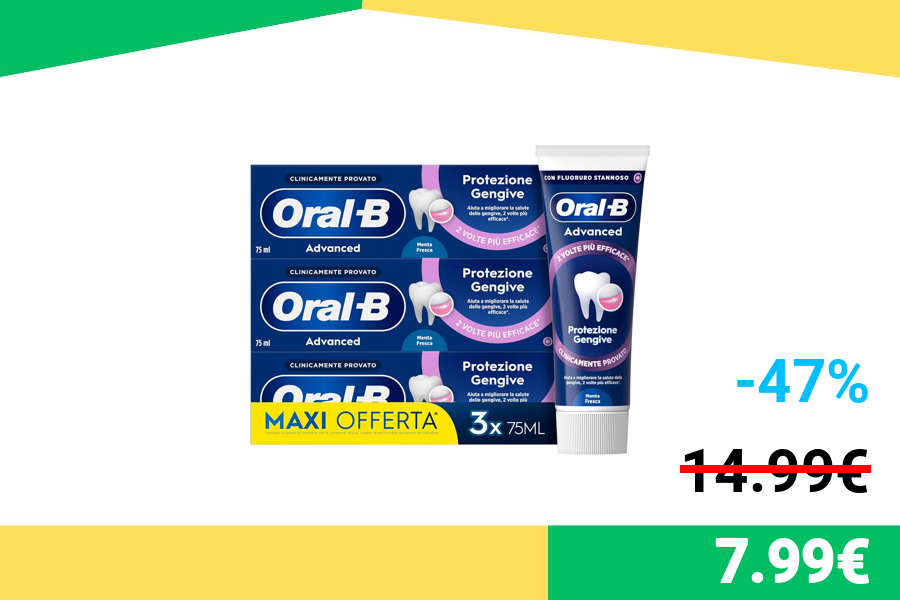 CLINICAMENTE PROVATO
Oral-B
Advanced
75 ml
Menta
Fresca
Protezione
Gengive
Aiuta a migliorare la salute
delle gengive, 2 volte più
efficace*.
2 VOLTE PIÙ EFFICACE*
CLINICAMENTE PROVATO
Oral-B
Advanced
75 ml
Menta
Fresca
Protezione
Gengive
Aiuta a migliorare la salute
delle gengive, 2 volte più
efficace*.
2 VOLTE PIÙ EFFICACE*
CLINICAMENTE PROVATO
Oral-B
Protezione
Gengive
Aiuta a migliorare la salute
delle gengive, 2 volte più
MAXI OFFERTA*
3x 75ML
CON FLUORURO STANNOSO
Oral-B
Advanced
2 VOLTE PIÙ EFFICACE*
Protezione
Gengive
CLINICAMENTE PROVATO
Aiuta a migliorare la salute delle
gengive, 2 volte più efficace*.
Menta
Fresca
-47%
14.99€
7.99€